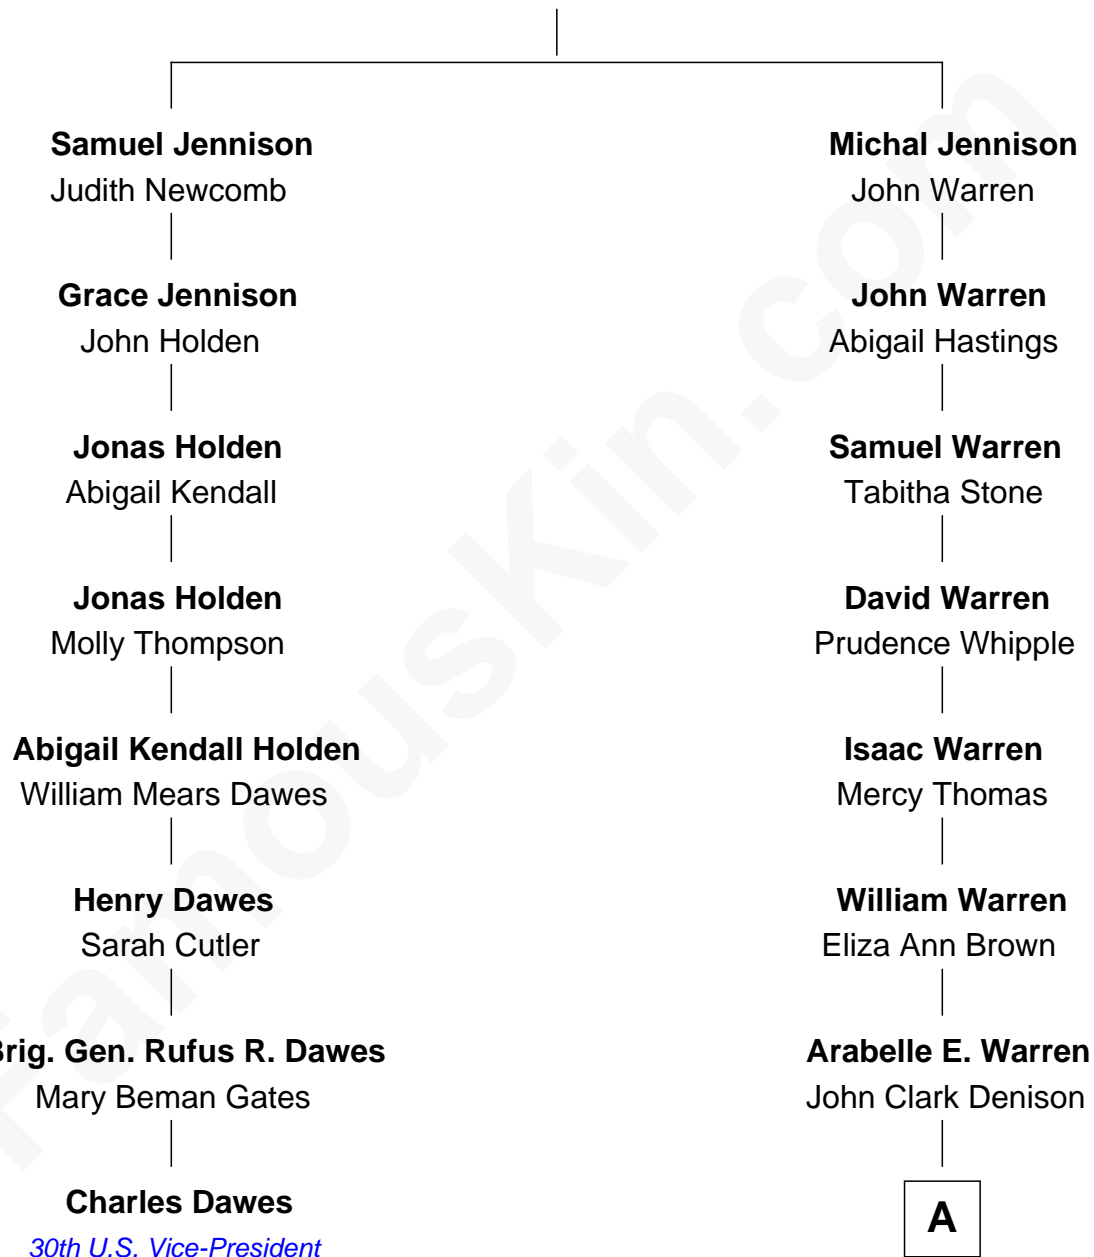 Samuel Jennison
Judith Newcomb
Grace Jennison
John Holden
Jonas Holden
Abigail Kendall
Jonas Holden
Molly Thompson
Abigail Kendall Holden
William Mears Dawes
Henry Dawes
Sarah Cutler
Brig. Gen. Rufus R. Dawes
Mary Beman Gates
Charles Dawes
30th U.S. Vice-President
Michal Jennison
John Warren
John Warren
Abigail Hastings
Samuel Warren
Tabitha Stone
David Warren
Prudence Whipple
Isaac Warren
Mercy Thomas
William Warren
Eliza Ann Brown
Arabelle E. Warren
John Clark Denison
A
FamousKin.com